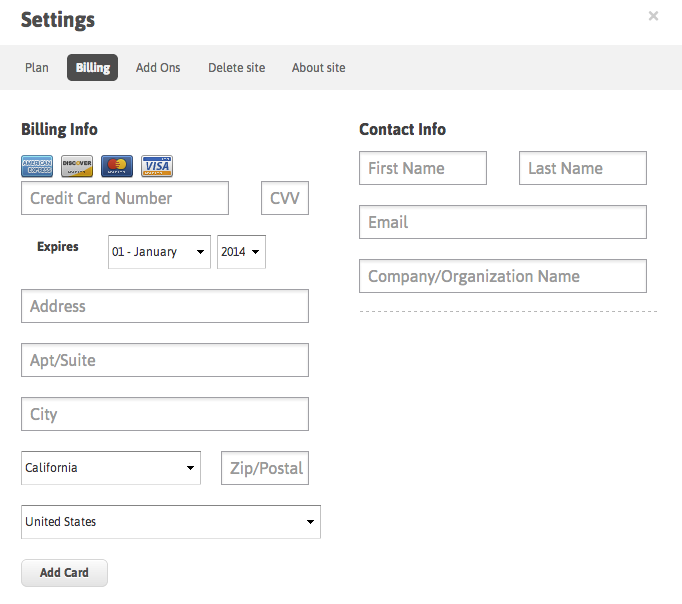 Settings
×
Plan Billing Add Ons Delete site About site
Billing Info
AMERICAN EXPRESS DISCOVER VISA
Credit Card Number CVV
Expires 01 - January 2014
Address
Apt/Suite
City
California Zip/Postal
United States
Add Card
Contact Info
First Name Last Name
Email
Company/Organization Name